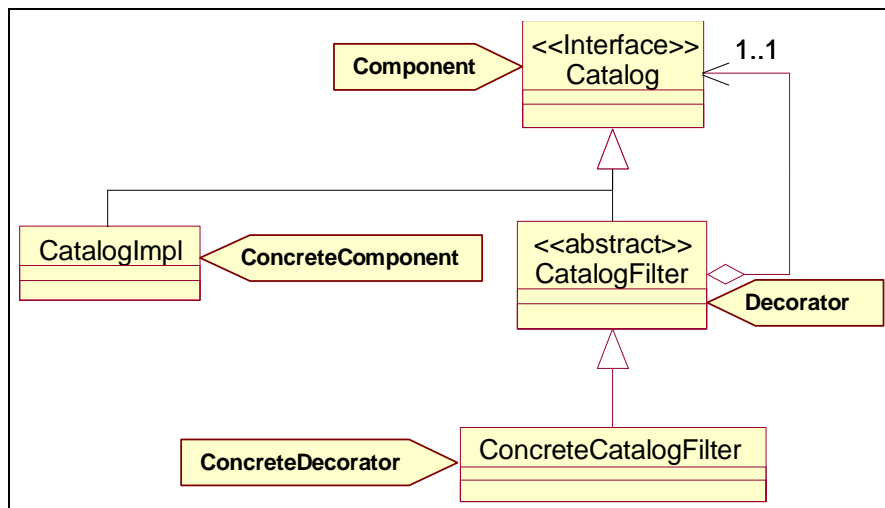 <<Interface>>
Catalog
1..1
Component
CatalogImpl
ConcreteComponent
<<abstract>>
CatalogFilter
Decorator
ConcreteDecorator
ConcreteCatalogFilter